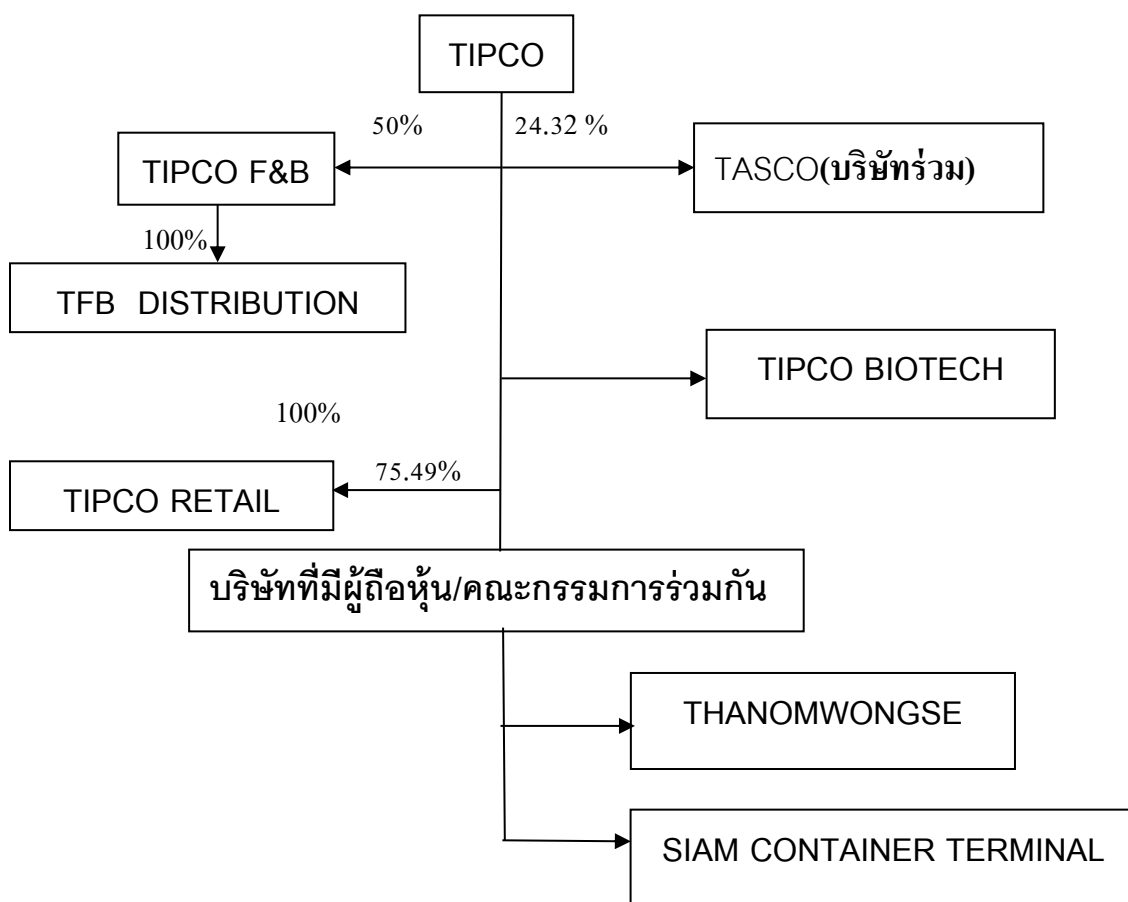 TIPCO
50%
24.32 %
TIPCO F&B
TASCO(บริษัทร่วม)
100%
TFB DISTRIBUTION
TIPCO BIOTECH
100%
TIPCO RETAIL
75.49%
บริษัทที่มีผู้ถือหุ้น/คณะกรรมการร่วมกัน
THANOMWONGSE
SIAM CONTAINER TERMINAL